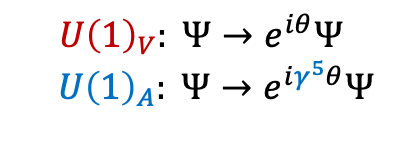 U(1)_V: Ψ → e^{iθ}Ψ
U(1)_A: Ψ → e^{iγ^5θ}Ψ